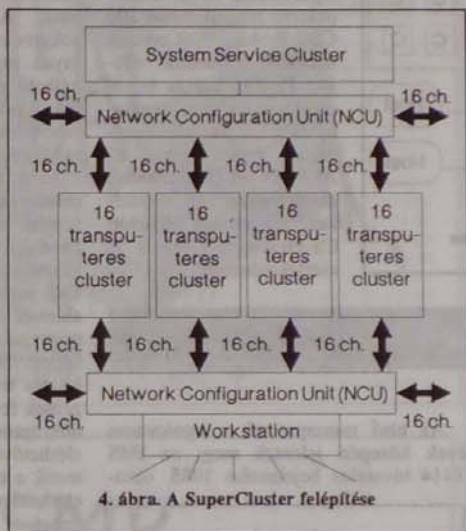 System Service Cluster
16 ch. 16 ch.
Network Configuration Unit (NCU)
16 ch. 16 ch. 16 ch. 16 ch.
16 16 16 16
transpu- transpu- transpu- transpu-
teres teres teres teres
cluster cluster cluster cluster
16 ch. 16 ch. 16 ch. 16 ch.
Network Configuration Unit (NCU)
16 ch. 16 ch.
Workstation
4. ábra. A SuperCluster felépítése